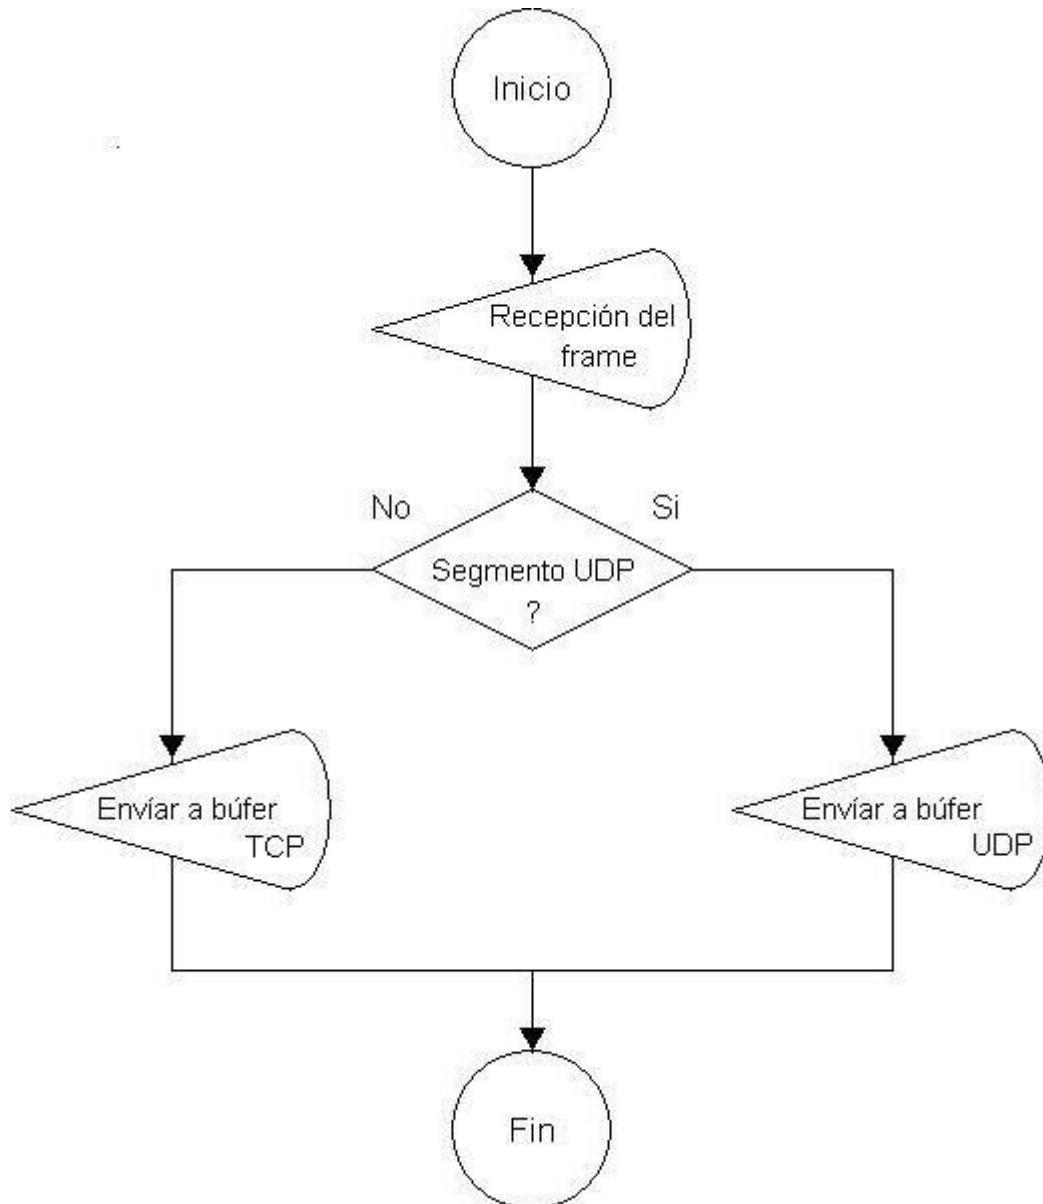 Inicio
Recepción del
frame
No
Si
Segmento UDP
?
Envíar a búfer
TCP
Envíar a búfer
UDP
Fin